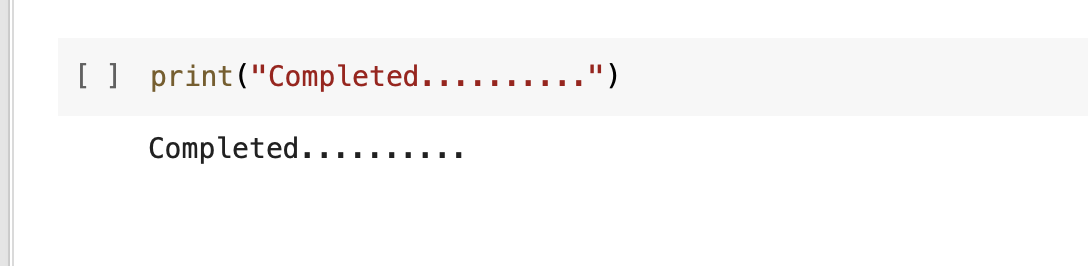 [ ] print("Completed..........")
Completed..........